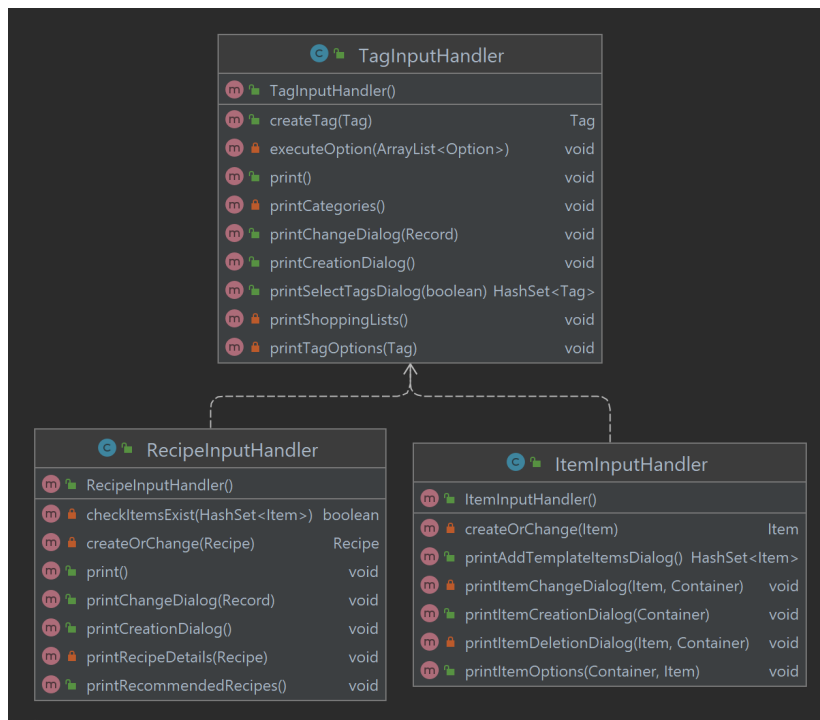 TagInputHandler
TagInputHandler()
createTag(Tag) Tag
executeOption(ArrayList<Option>) void
print() void
printCategories() void
printChangeDialog(Record) void
printCreationDialog() void
printSelectTagsDialog(boolean) HashSet<Tag>
printShoppingLists() void
printTagOptions(Tag) void
RecipeInputHandler
RecipeInputHandler()
checkItemsExist(HashSet<Item>) boolean
createOrChange(Recipe) Recipe
print() void
printChangeDialog(Record) void
printCreationDialog() void
printRecipeDetails(Recipe) void
printRecommendedRecipes() void
ItemInputHandler
ItemInputHandler()
createOrChange(Item) Item
printAddTemplateItemsDialog() HashSet<Item>
printItemChangeDialog(Item, Container) void
printItemCreationDialog(Container) void
printItemDeletionDialog(Item, Container) void
printItemOptions(Container, Item) void